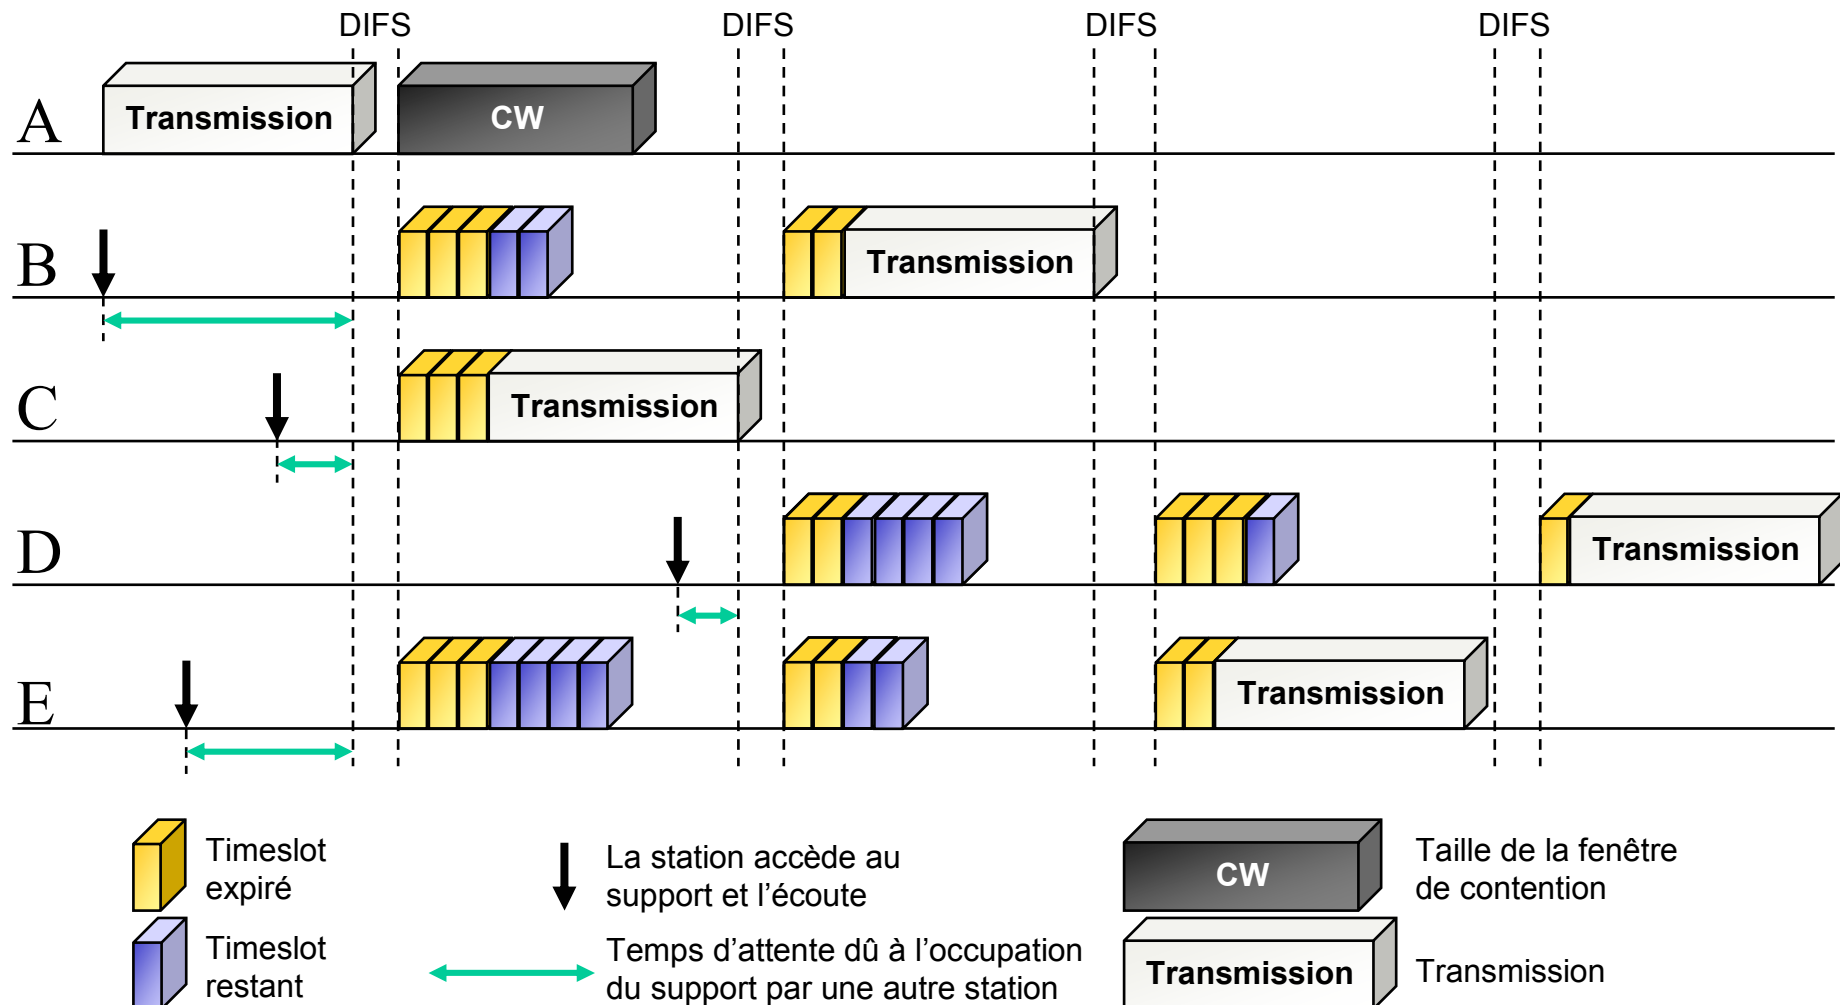 DIFS DIFS DIFS DIFS
A Transmission CW
B Transmission
C Transmission
D Transmission
E Transmission
Timeslot
expiré
La station accède au
support et l'écoute
CW
Taille de la fenêtre
de contention
Timeslot
restant
Temps d'attente dû à l'occupation
du support par une autre station
Transmission
Transmission